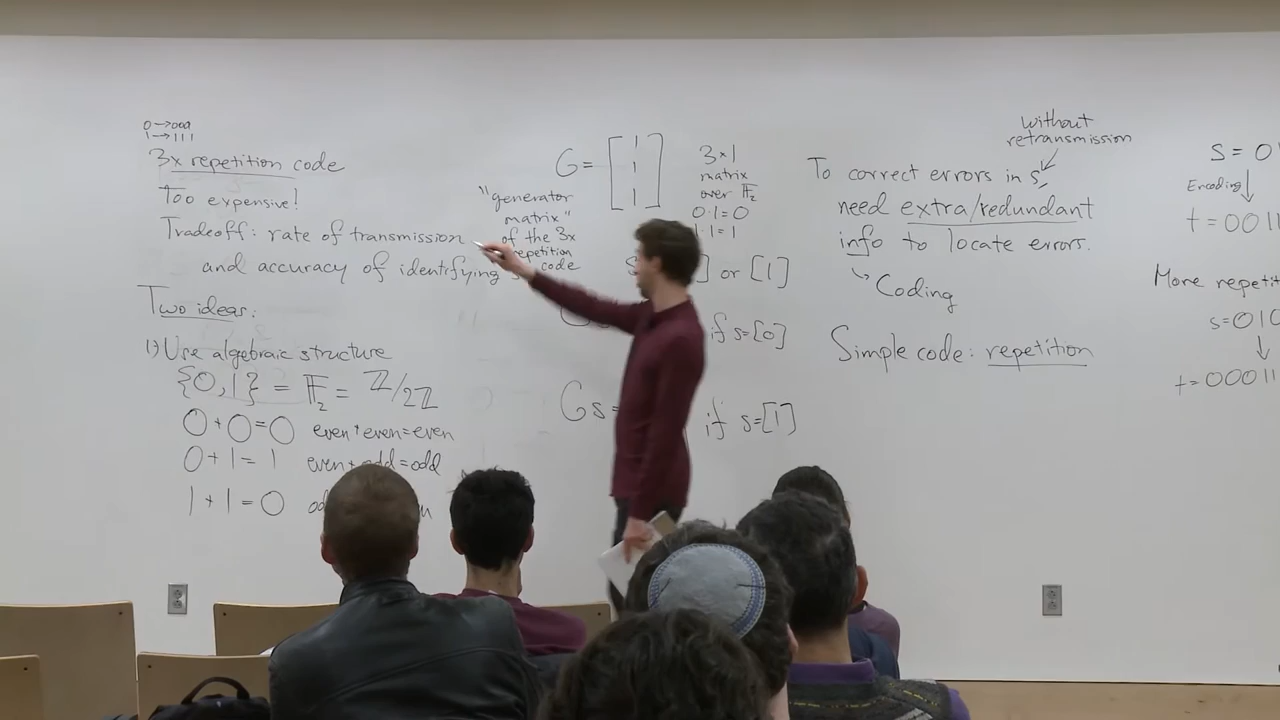 0→000
1→111
3x repetition code
Too expensive!
Tradeoff: rate of transmission
and accuracy of identifying
Two ideas:
1) Use algebraic structure
{0,1} = 𝔽₂ = ℤ/2ℤ
0+0=0 even+even=even
0+1=1 even+odd=odd
1+1=0
G= [1 1 1]
"generator
matrix"
of the 3x
repetition
code
3×1
matrix
over 𝔽₂
0·1=0
1·1=1
] or [1]
if s=[0]
Gs= if s=[1]
without
retransmission
To correct errors in s,
need extra/redundant
info to locate errors.
↳ Coding
Simple code: repetition
S = 0
Encoding ↓
t = 0011
More repeti
s=010
↓
t=00011